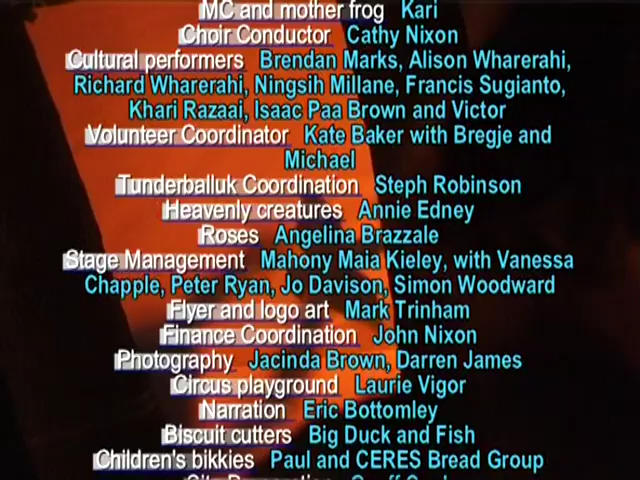 MC and mother frog Kari
Choir Conductor Cathy Nixon
Cultural performers Brendan Marks, Alison Wharerahi,
Richard Wharerahi, Ningsih Millane, Francis Sugianto,
Khari Razaai, Isaac Paa Brown and Victor
Volunteer Coordinator Kate Baker with Bregje and
Michael
Tunderballuk Coordination Steph Robinson
Heavenly creatures Annie Edney
Roses Angelina Brazzale
Stage Management Mahony Maia Kieley, with Vanessa
Chapple, Peter Ryan, Jo Davison, Simon Woodward
Flyer and logo art Mark Trinham
Finance Coordination John Nixon
Photography Jacinda Brown, Darren James
Circus playground Laurie Vigor
Narration Eric Bottomley
Biscuit cutters Big Duck and Fish
Children's bikkies Paul and CERES Bread Group